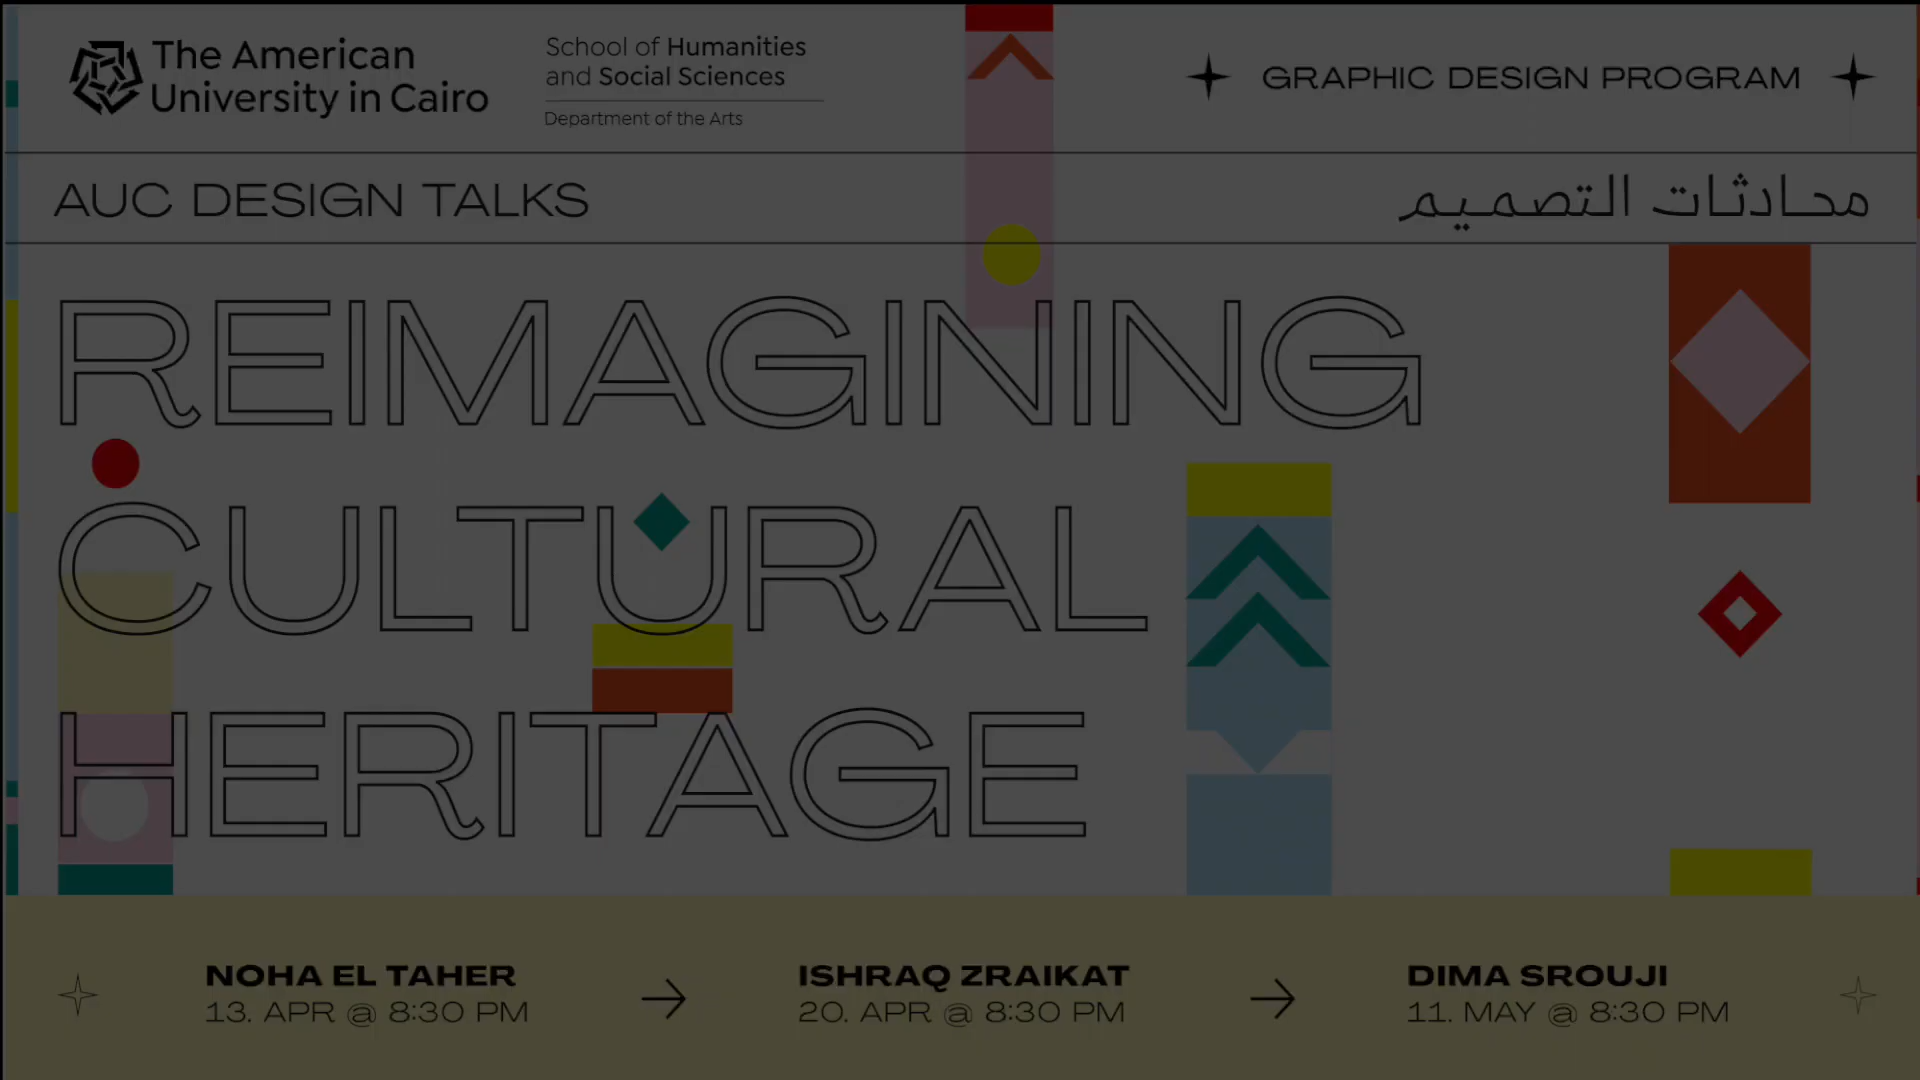 The American
University in Cairo
School of Humanities
and Social Sciences
Department of the Arts
GRAPHIC DESIGN PROGRAM
AUC DESIGN TALKS
محادثات التصميم
REIMAGINING
CULTURAL
HERITAGE
NOHA EL TAHER
13. APR @ 8:30 PM
ISHRAQ ZRAIKAT
20. APR @ 8:30 PM
DIMA SROUJI
11. MAY @ 8:30 PM